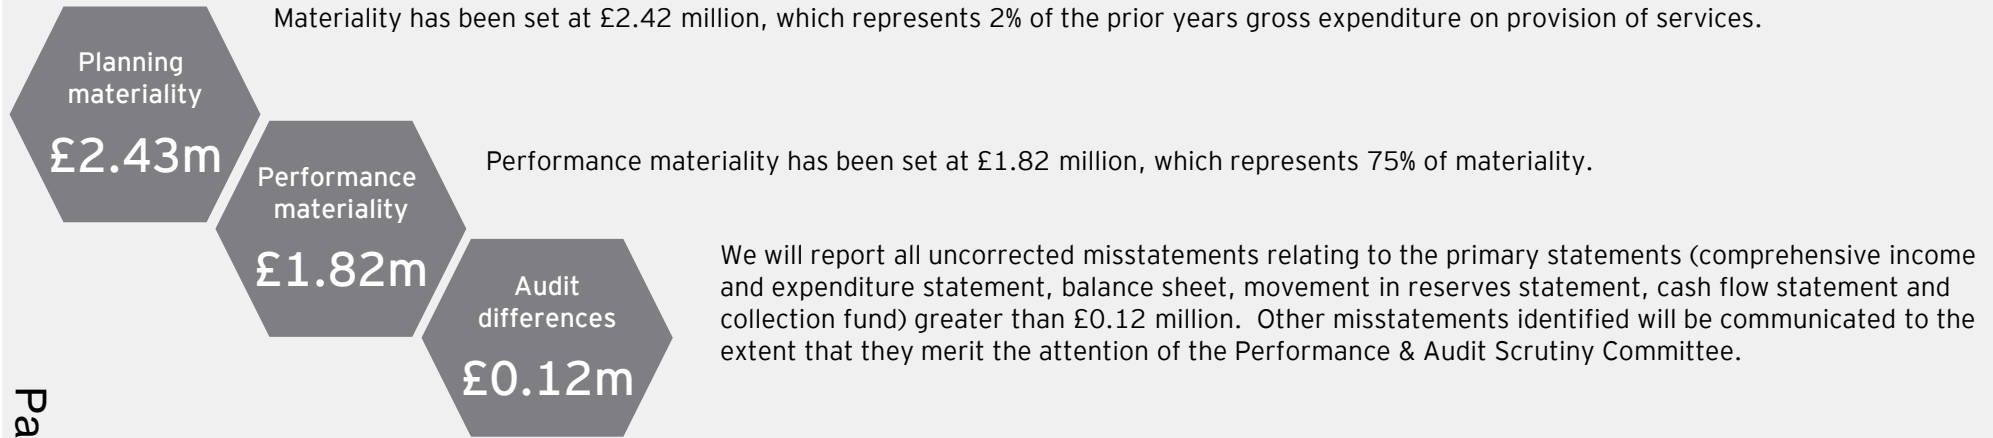 Materiality has been set at £2.42 million, which represents 2% of the prior years gross expenditure on provision of services.
Planning
materiality
£2.43m
Performance materiality has been set at £1.82 million, which represents 75% of materiality.
Performance
materiality
£1.82m
We will report all uncorrected misstatements relating to the primary statements (comprehensive income
and expenditure statement, balance sheet, movement in reserves statement, cash flow statement and
collection fund) greater than £0.12 million.  Other misstatements identified will be communicated to the
extent that they merit the attention of the Performance & Audit Scrutiny Committee.
Audit
differences
£0.12m
Pa